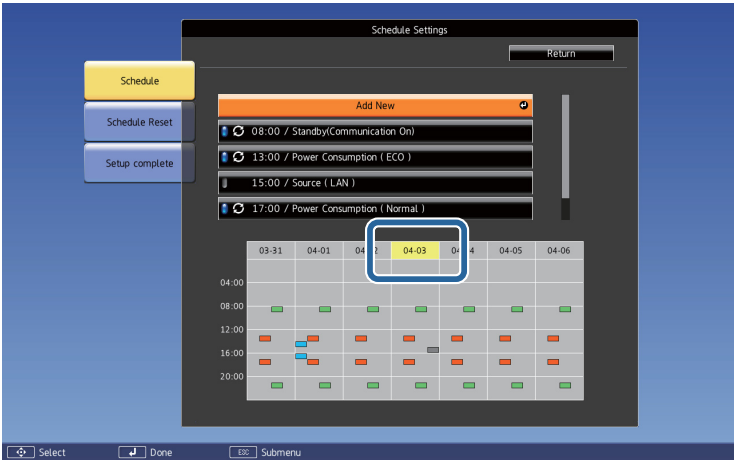 Schedule Settings
Return
Schedule
Schedule Reset
Setup complete
Add New
08:00 / Standby(Communication On)
13:00 / Power Consumption ( ECO )
15:00 / Source ( LAN )
17:00 / Power Consumption ( Normal )
03-31 04-01 04-03 04-05 04-06
04:00
08:00
12:00
16:00
20:00
Select Done ESC Submenu